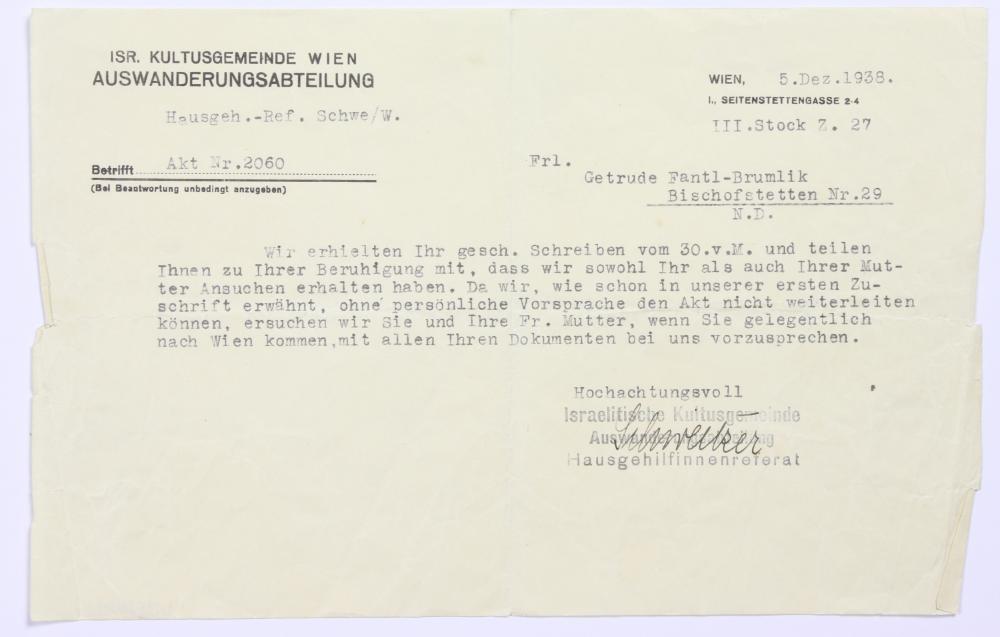 ISR. KULTUSGEMEINDE WIEN
AUSWANDERUNGSABTEILUNG
Hausgeh.-Ref. Schwe/W.
WIEN, 5.Dez.1938.
I., SEITENSTETTENGASSE 2-4
III.Stock Z. 27
Betrifft Akt Nr.2060
(Bei Beantwortung unbedingt anzugeben)
Frl.
Getrude Fantl-Brumlik
Bischofstetten Nr.29
N.D.
Wir erhielten Ihr gesch. Schreiben vom 30.v.M. und teilen
Ihnen zu Ihrer Beruhigung mit, dass wir sowohl Ihr als auch Ihrer Mut-
ter Ansuchen erhalten haben. Da wir, wie schon in unserer ersten Zu-
schrift erwähnt, ohne persönliche Vorsprache den Akt nicht weiterleiten
können, ersuchen wir Sie und Ihre Fr. Mutter, wenn Sie gelegentlich
nach Wien kommen,mit allen Ihren Dokumenten bei uns vorzusprechen.
Hochachtungsvoll
Israelitische Kultusgemeinde
Auswanderungsabteilung
Schweitzer
Hausgehilfinnenreferat